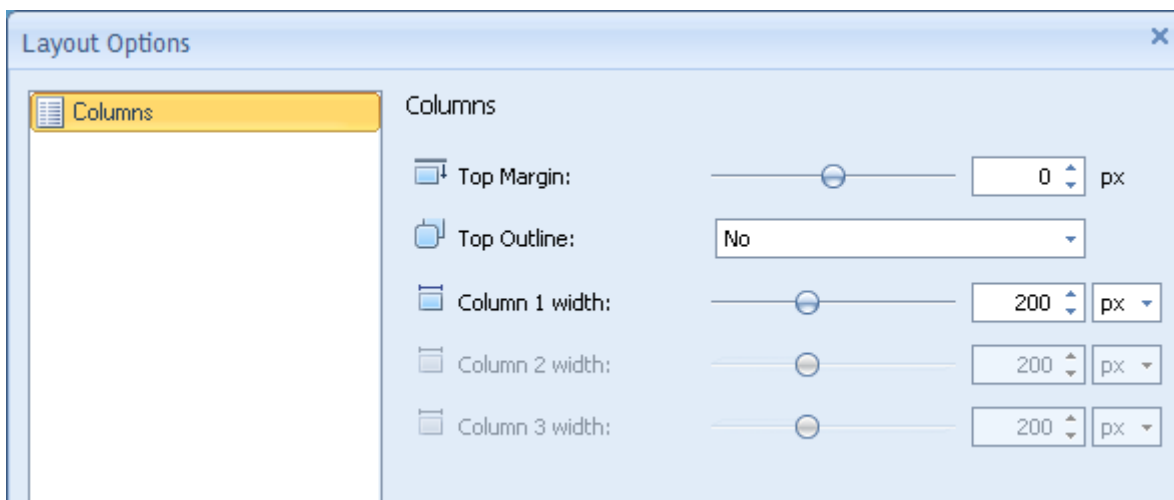 Layout Options
Columns
Columns
Top Margin: 0 px
Top Outline: No
Column 1 width: 200 px
Column 2 width: 200 px
Column 3 width: 200 px